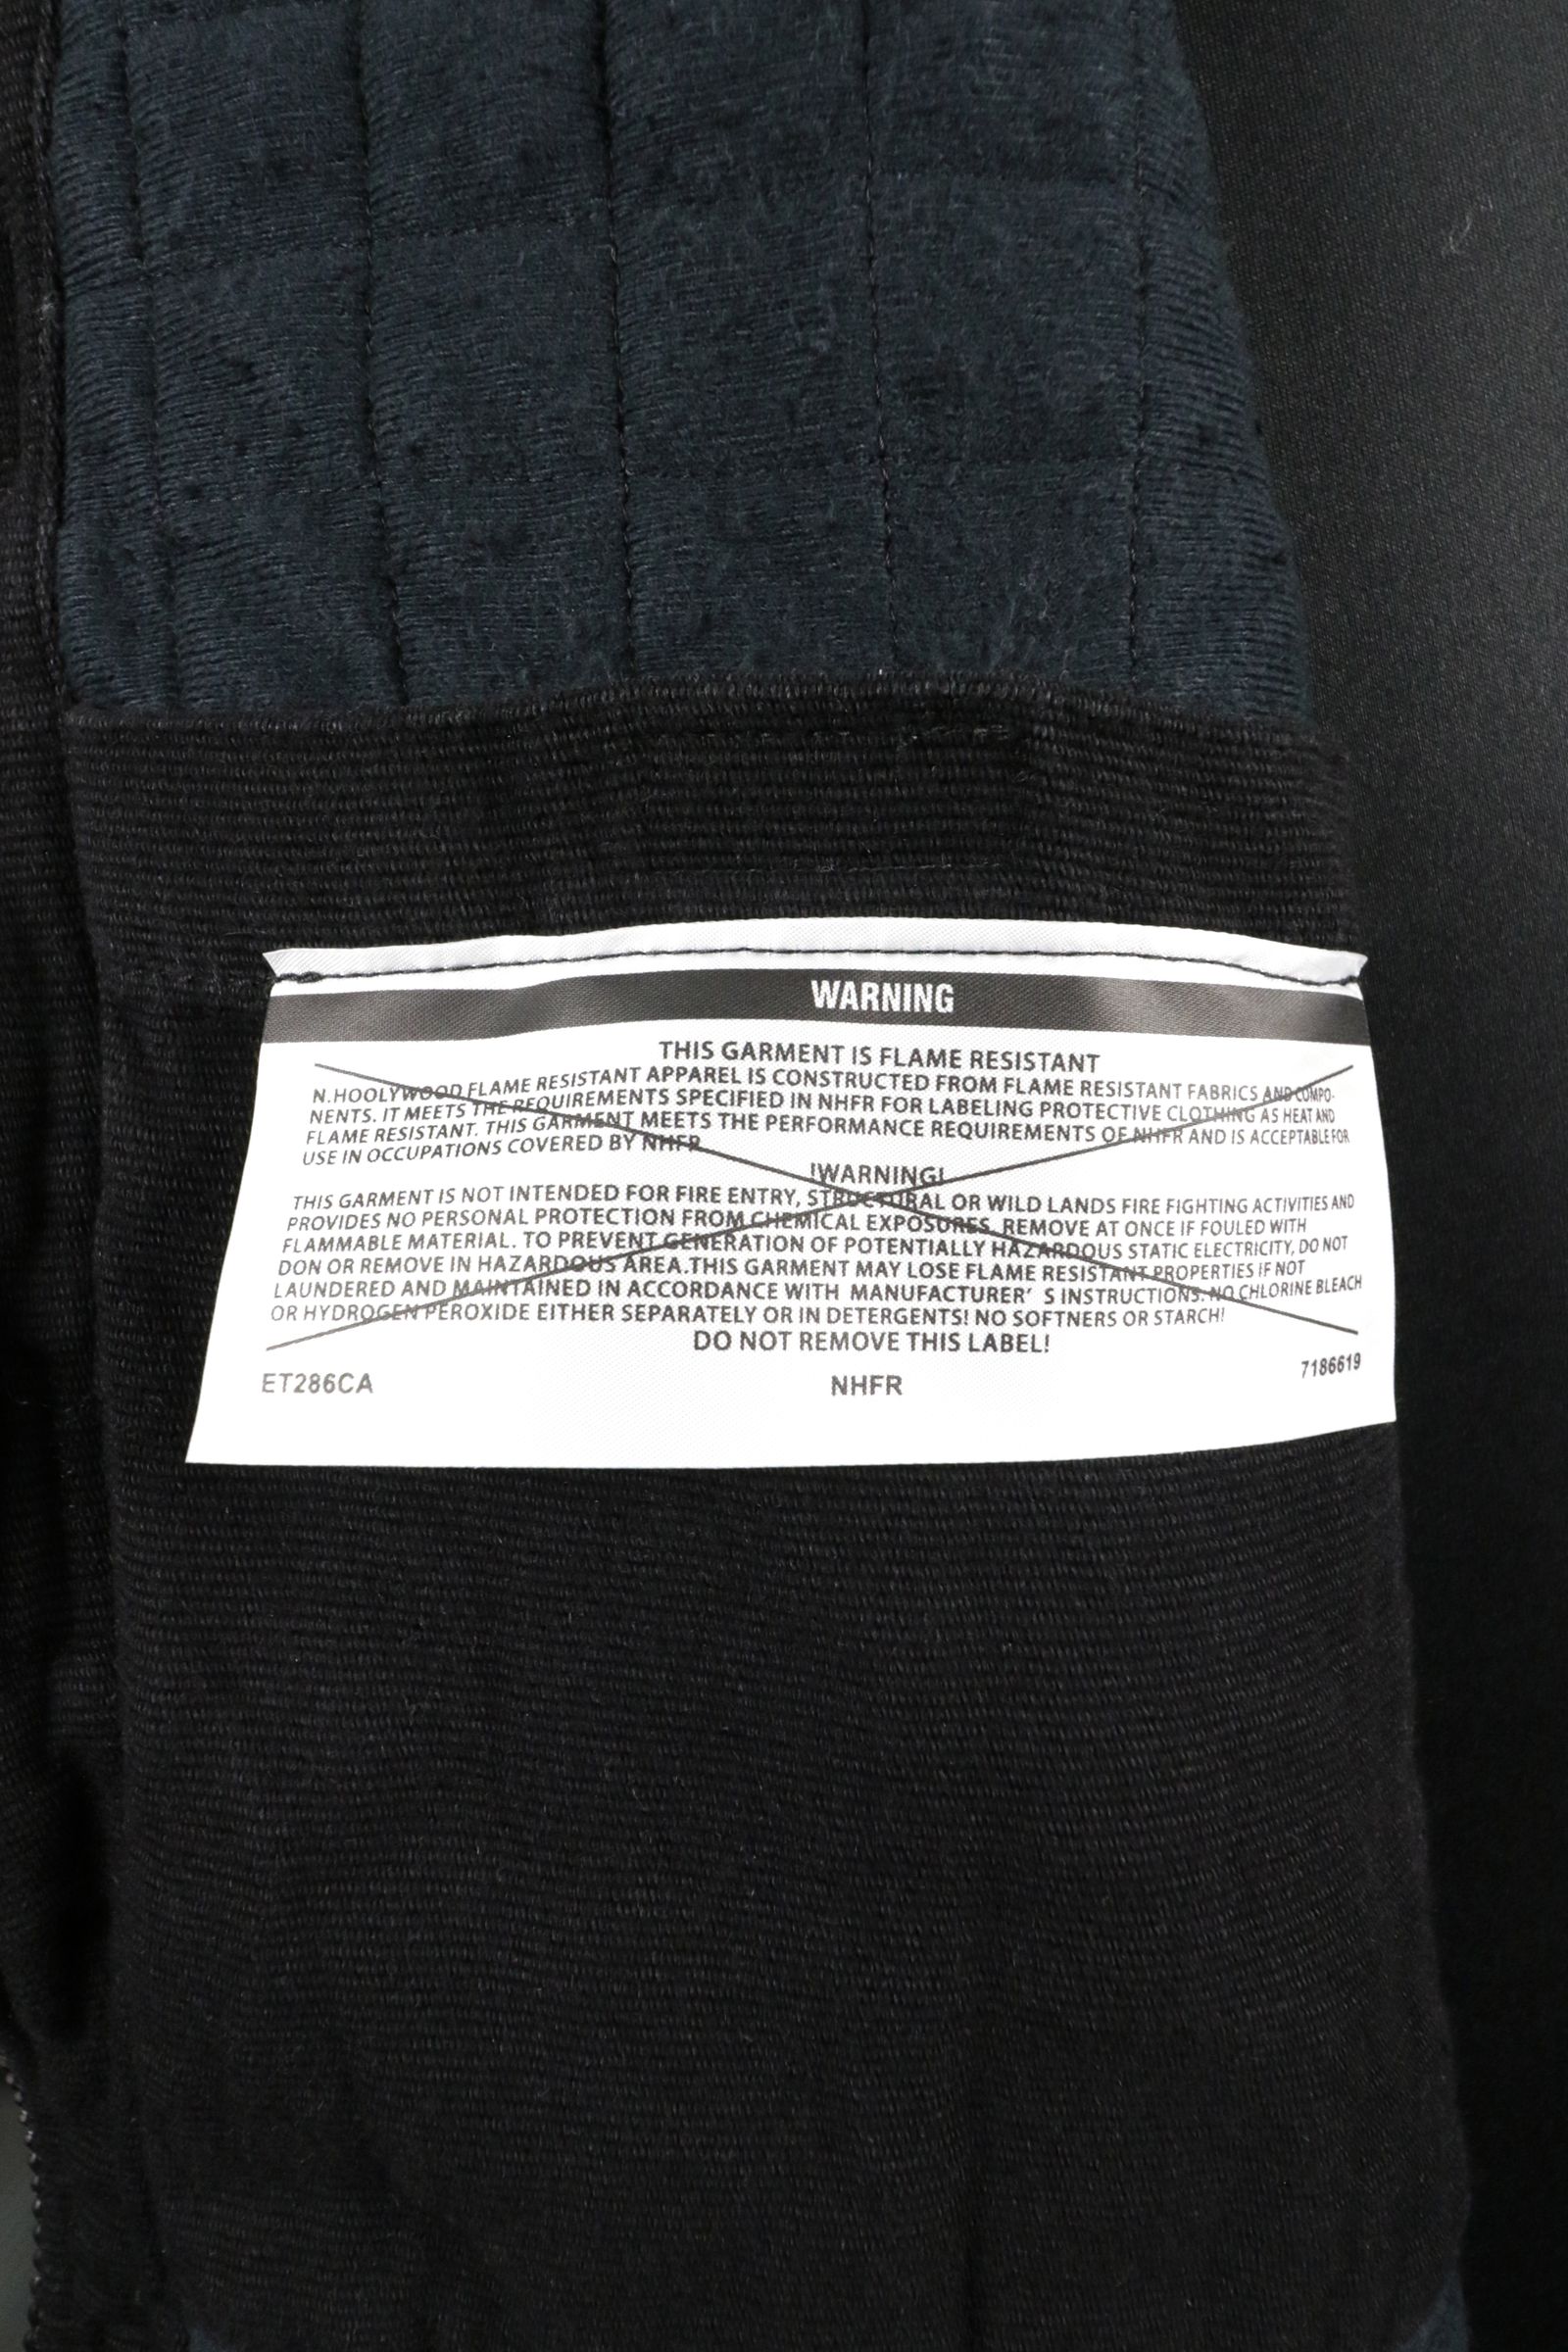 WARNING
THIS GARMENT IS FLAME RESISTANT
N.HOOLYWOOD FLAME RESISTANT APPAREL IS CONSTRUCTED FROM FLAME RESISTANT FABRICS AND COMPO-
NENTS. IT MEETS THE REQUIREMENTS SPECIFIED IN NHFR FOR LABELING PROTECTIVE CLOTHING AS HEAT AND
FLAME RESISTANT. THIS GARMENT MEETS THE PERFORMANCE REQUIREMENTS OF NHFR AND IS ACCEPTABLE FOR
USE IN OCCUPATIONS COVERED BY NHFR
!WARNING!
THIS GARMENT IS NOT INTENDED FOR FIRE ENTRY, STRUCTURAL OR WILD LANDS FIRE FIGHTING ACTIVITIES AND
PROVIDES NO PERSONAL PROTECTION FROM CHEMICAL EXPOSURES. REMOVE AT ONCE IF FOULED WITH
FLAMMABLE MATERIAL. TO PREVENT GENERATION OF POTENTIALLY HAZARDOUS STATIC ELECTRICITY, DO NOT
DON OR REMOVE IN HAZARDOUS AREA.THIS GARMENT MAY LOSE FLAME RESISTANT PROPERTIES IF NOT
LAUNDERED AND MAINTAINED IN ACCORDANCE WITH MANUFACTURER' S INSTRUCTIONS. NO CHLORINE BLEACH
OR HYDROGEN PEROXIDE EITHER SEPARATELY OR IN DETERGENTS! NO SOFTNERS OR STARCH!
DO NOT REMOVE THIS LABEL!
ET286CA NHFR 7186619